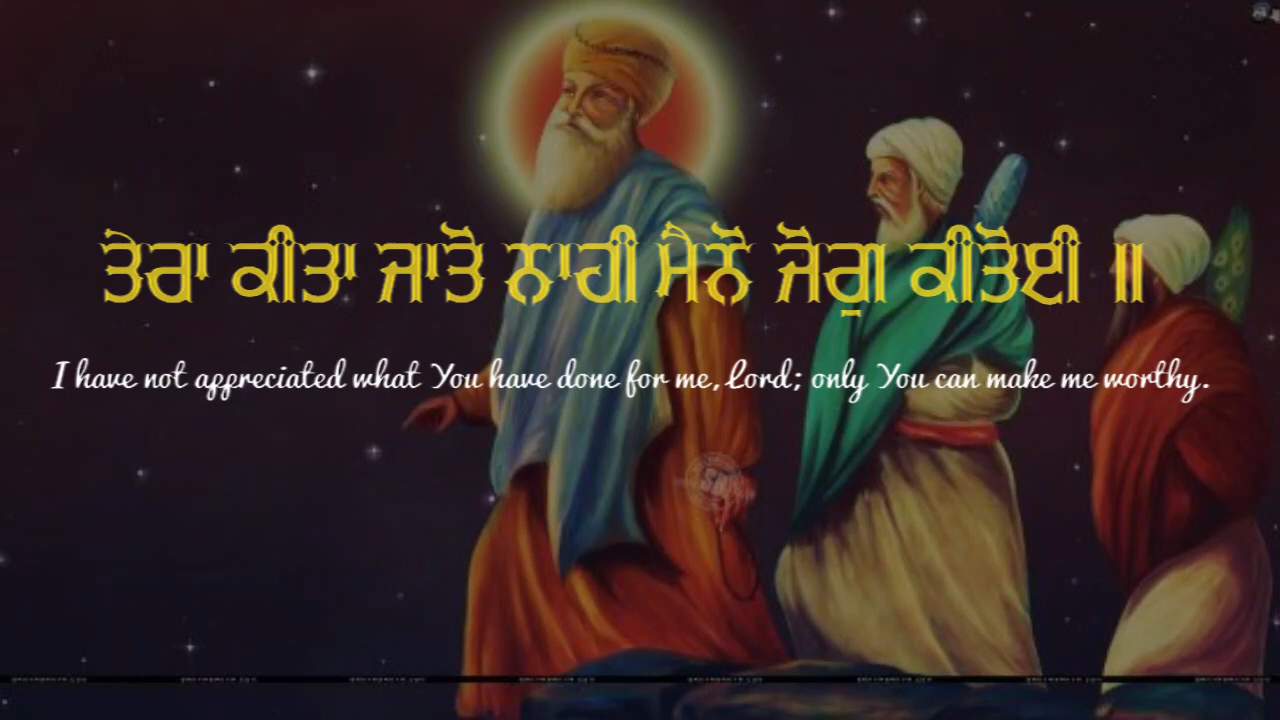 ਤੇਰਾ ਕੀਤਾ ਜਾਤੋ ਨਾਹੀ ਮੈਨੋ ਜੋਗੁ ਕੀਤੋਈ ॥
I have not appreciated what You have done for me, Lord; only You can make me worthy.